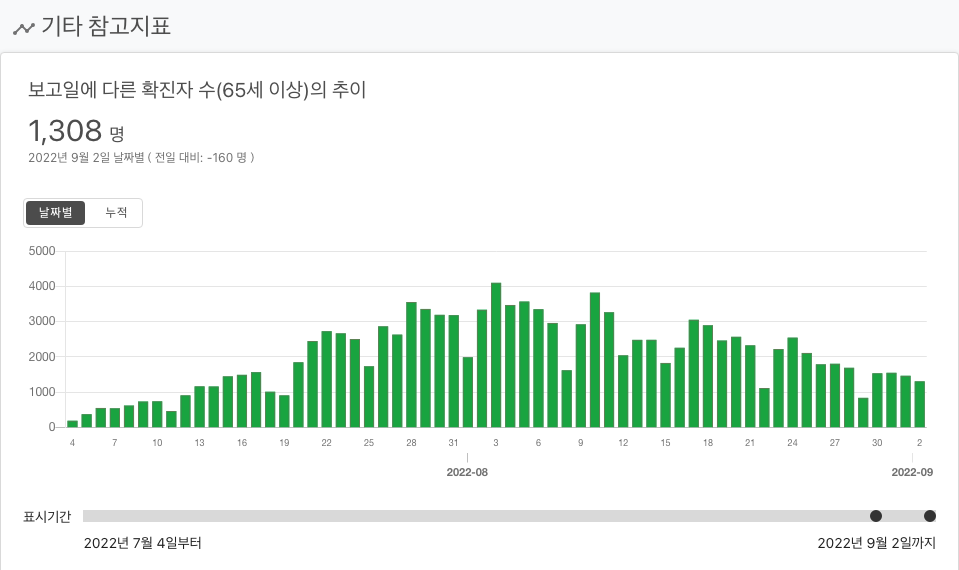 기타 참고지표
보고일에 다른 확진자 수(65세 이상)의 추이
1,308 명
2022년 9월 2일 날짜별 ( 전일 대비: -160 명 )
날짜별 누적
5000
4000
3000
2000
1000
0
4 7 10 13 16 19 22 25 28 31 3 6 9 12 15 18 21 24 27 30 2
2022-08 2022-09
표시기간
2022년 7월 4일부터 2022년 9월 2일까지